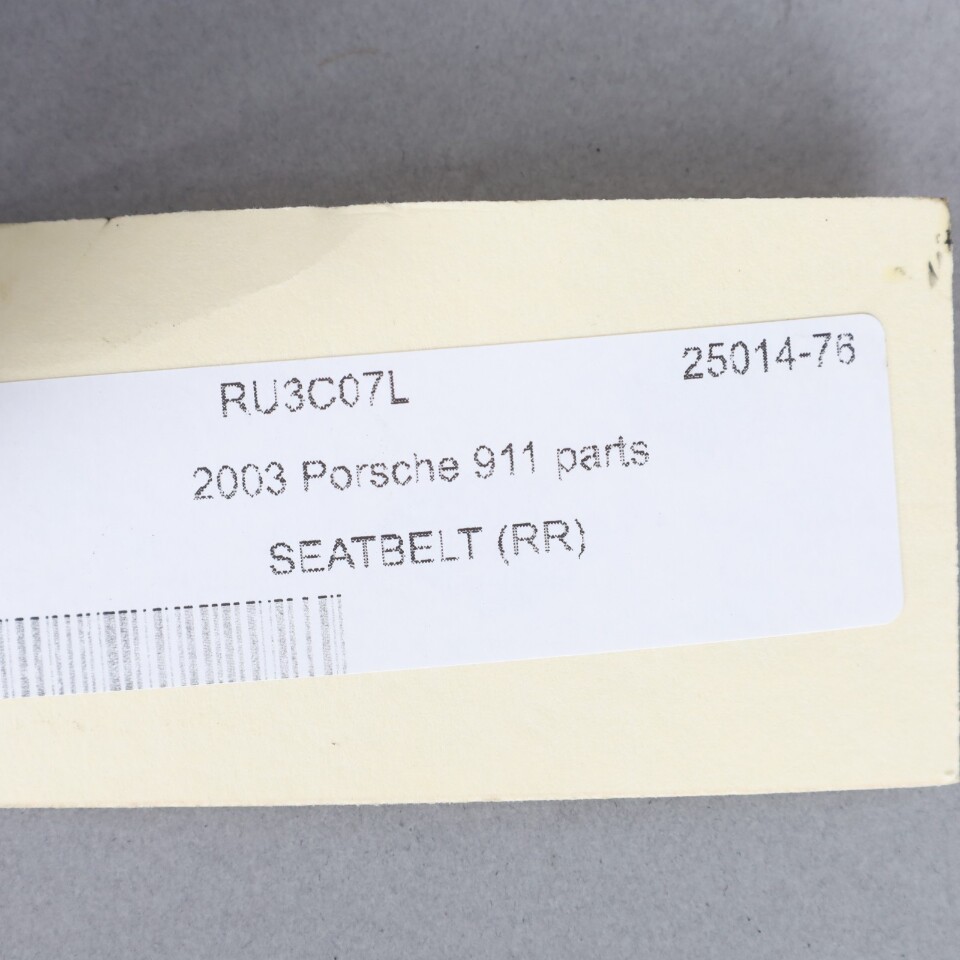 RU3C07L 25014-76
2003 Porsche 911 parts
SEATBELT (RR)